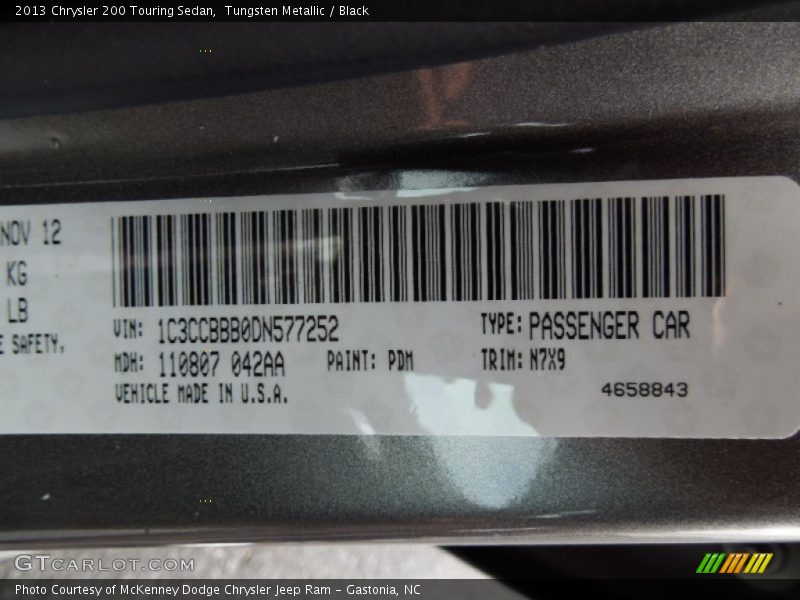 2013 Chrysler 200 Touring Sedan,  Tungsten Metallic / Black
NOV 12
KG
LB
E SAFETY.
VIN: 1C3CCBBB0DN577252
TYPE: PASSENGER CAR
MDH: 110807 042AA
PAINT: PDM
TRIM: N7X9
VEHICLE MADE IN U.S.A.
4658843
GTCARLOT.COM
Photo Courtesy of McKenney Dodge Chrysler Jeep Ram - Gastonia, NC